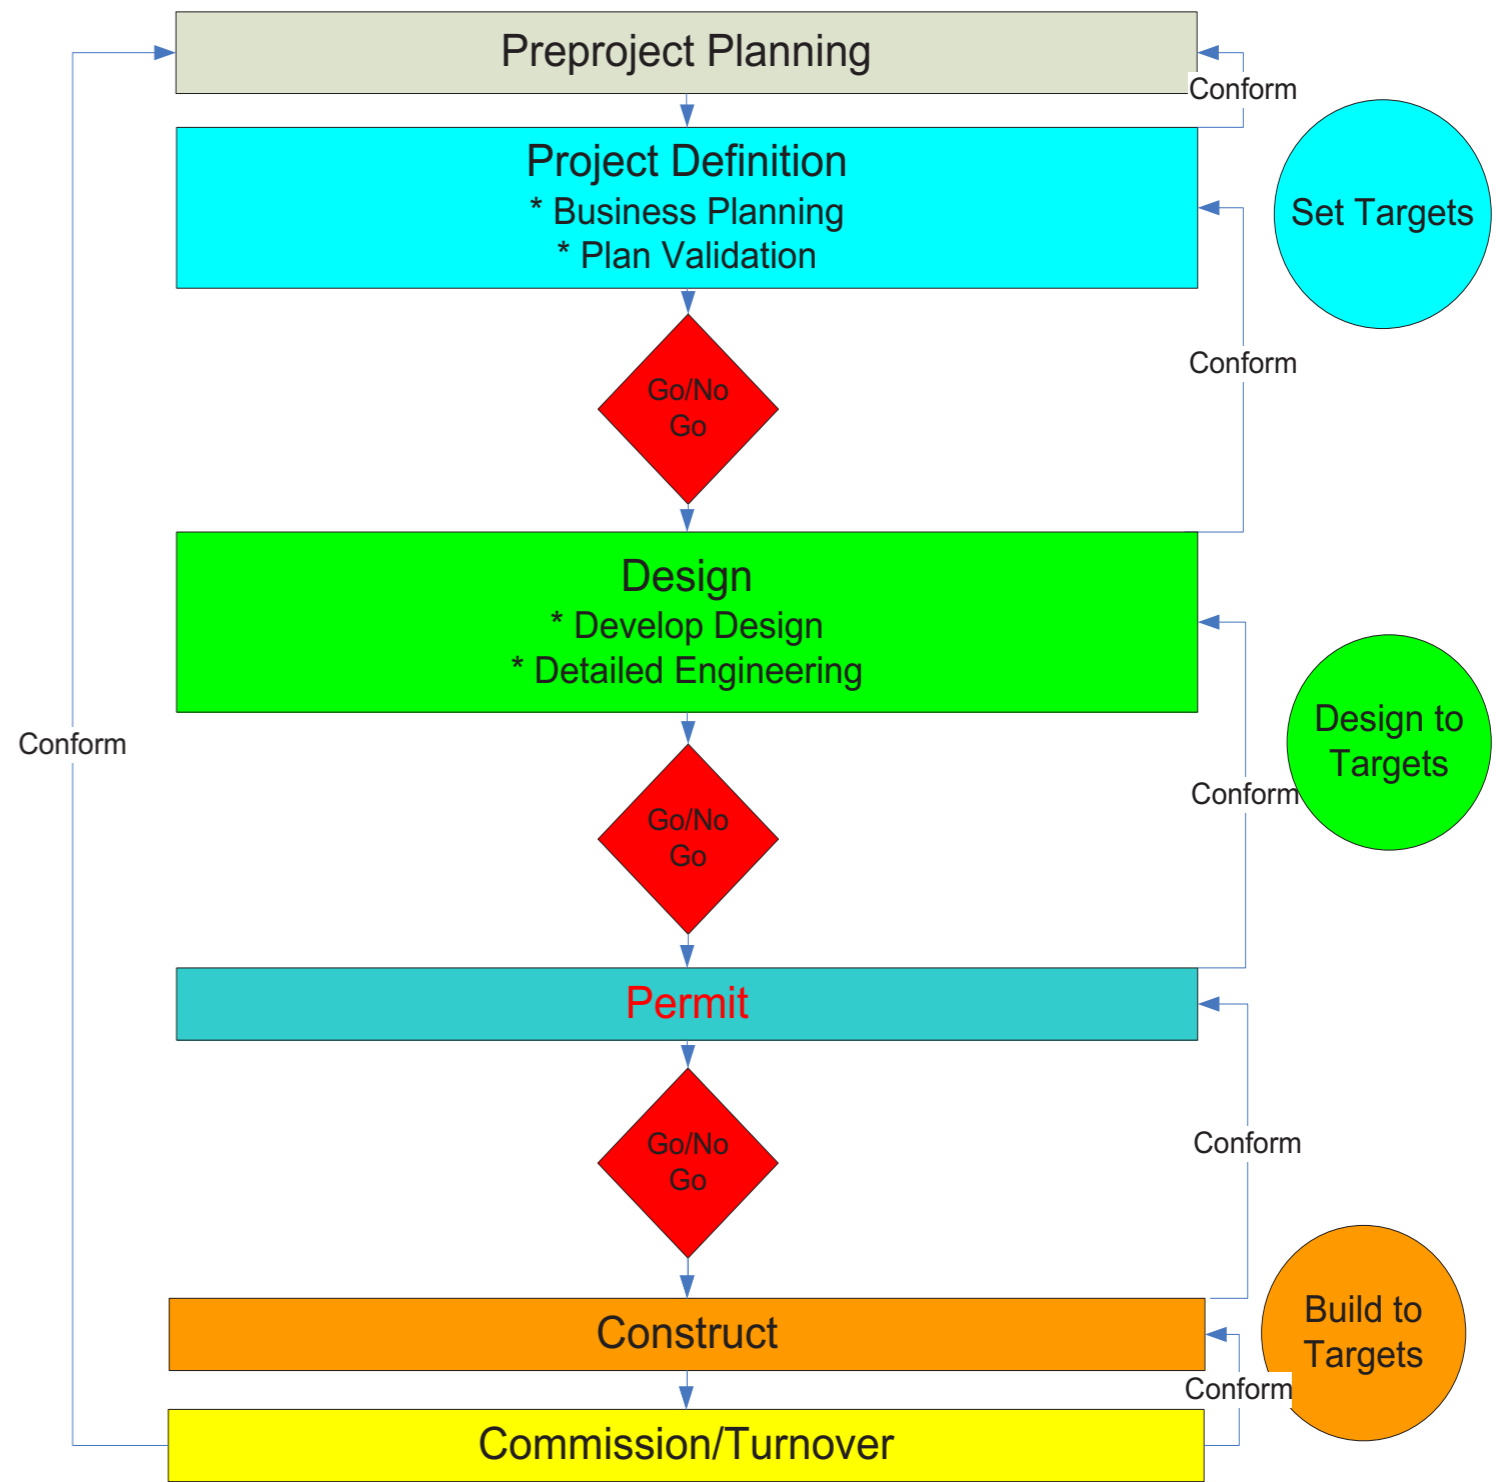 Preproject Planning
Conform
Project Definition
* Business Planning
* Plan Validation
Set Targets
Go/No
Go
Conform
Design
* Develop Design
* Detailed Engineering
Design to
Targets
Conform
Go/No
Go
Conform
Permit
Go/No
Go
Conform
Construct
Build to
Targets
Conform
Commission/Turnover